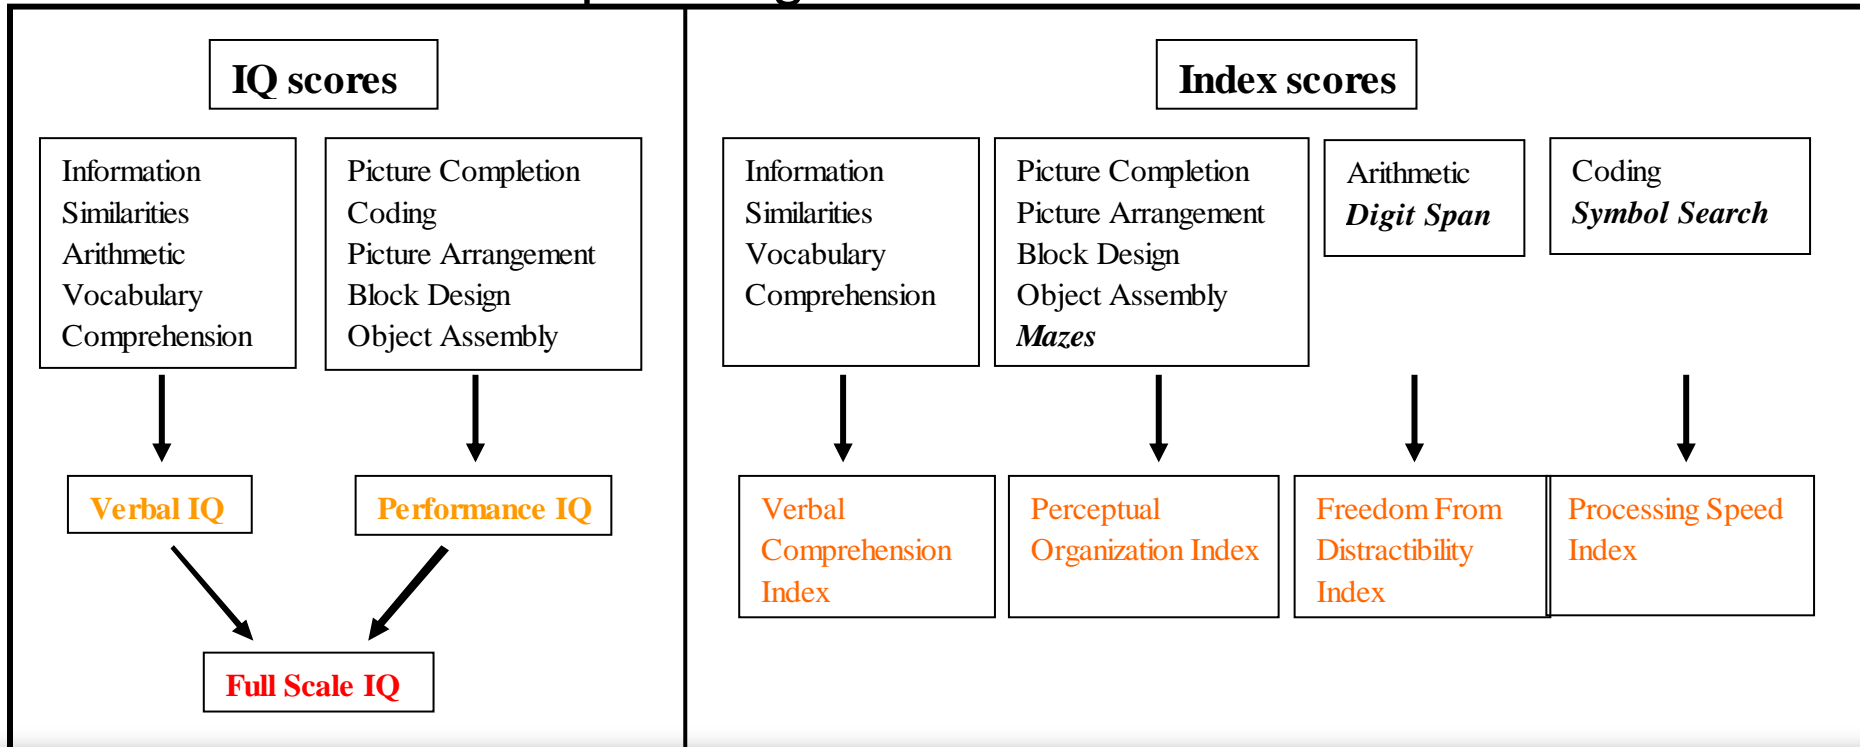 IQ scores
Information
Similarities
Arithmetic
Vocabulary
Comprehension
Picture Completion
Coding
Picture Arrangement
Block Design
Object Assembly
Verbal IQ
Performance IQ
Full Scale IQ
Index scores
Information
Similarities
Vocabulary
Comprehension
Picture Completion
Picture Arrangement
Block Design
Object Assembly
Mazes
Arithmetic
Digit Span
Coding
Symbol Search
Verbal
Comprehension
Index
Perceptual
Organization Index
Freedom From
Distractibility
Index
Processing Speed
Index